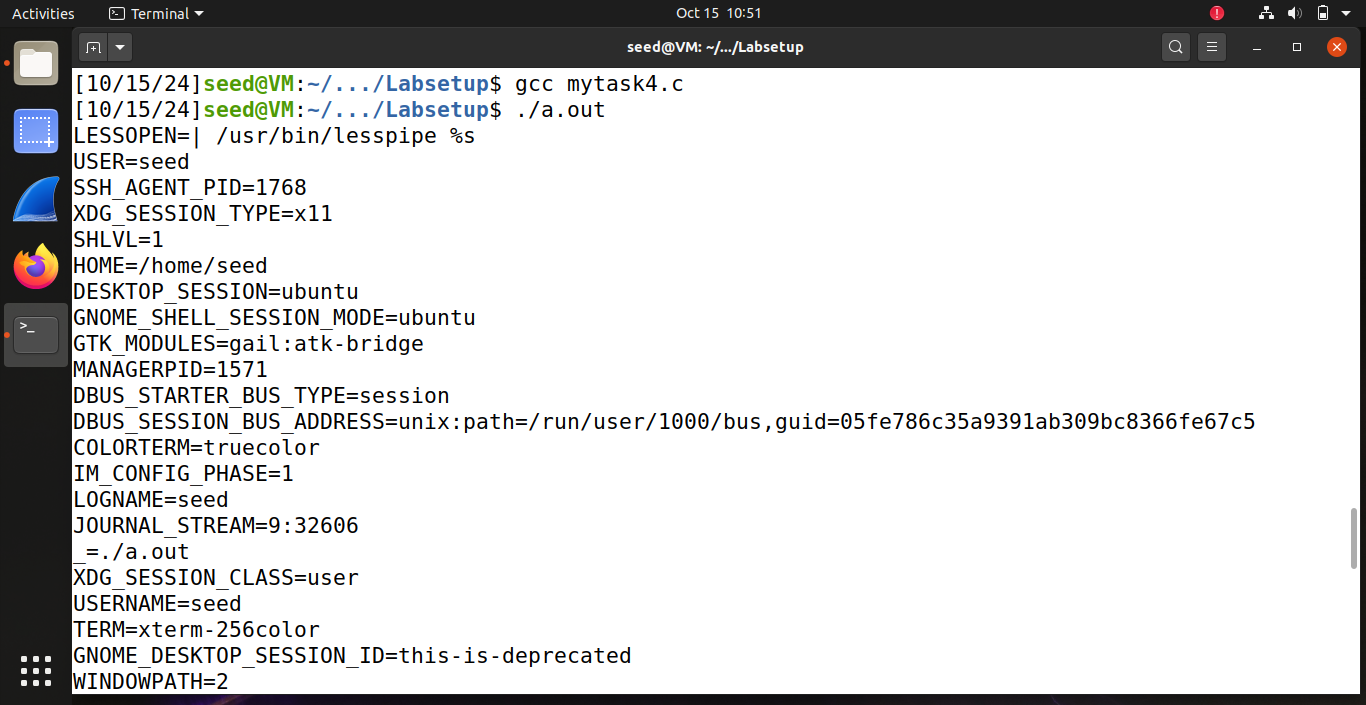 Activities Terminal Oct 15 10:51
seed@VM: ~/.../Labsetup
[10/15/24]seed@VM:~/.../Labsetup$ gcc mytask4.c
[10/15/24]seed@VM:~/.../Labsetup$ ./a.out
LESSOPEN=| /usr/bin/lesspipe %s
USER=seed
SSH_AGENT_PID=1768
XDG_SESSION_TYPE=x11
SHLVL=1
HOME=/home/seed
DESKTOP_SESSION=ubuntu
GNOME_SHELL_SESSION_MODE=ubuntu
GTK_MODULES=gail:atk-bridge
MANAGERPID=1571
DBUS_STARTER_BUS_TYPE=session
DBUS_SESSION_BUS_ADDRESS=unix:path=/run/user/1000/bus,guid=05fe786c35a9391ab309bc8366fe67c5
COLORTERM=truecolor
IM_CONFIG_PHASE=1
LOGNAME=seed
JOURNAL_STREAM=9:32606
_=./a.out
XDG_SESSION_CLASS=user
USERNAME=seed
TERM=xterm-256color
GNOME_DESKTOP_SESSION_ID=this-is-deprecated
WINDOWPATH=2